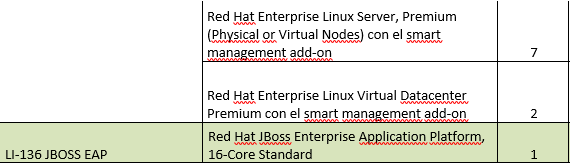 Red Hat Enterprise Linux Server, Premium
(Physical or Virtual Nodes) con el smart
management add-on
7
Red Hat Enterprise Linux Virtual Datacenter
Premium con el smart management add-on
2
LI-136 JBOSS EAP
Red Hat JBoss Enterprise Application Platform,
16-Core Standard
1